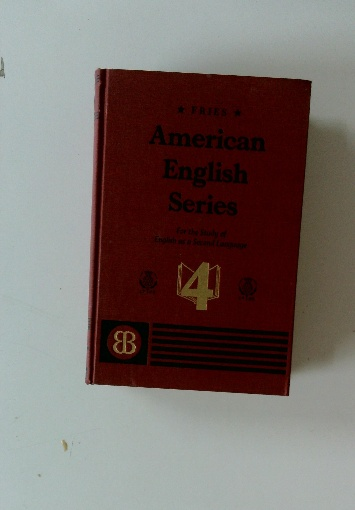 ★ FRIES ★
American
English
Series
For the Study of
English as a Second Language
4